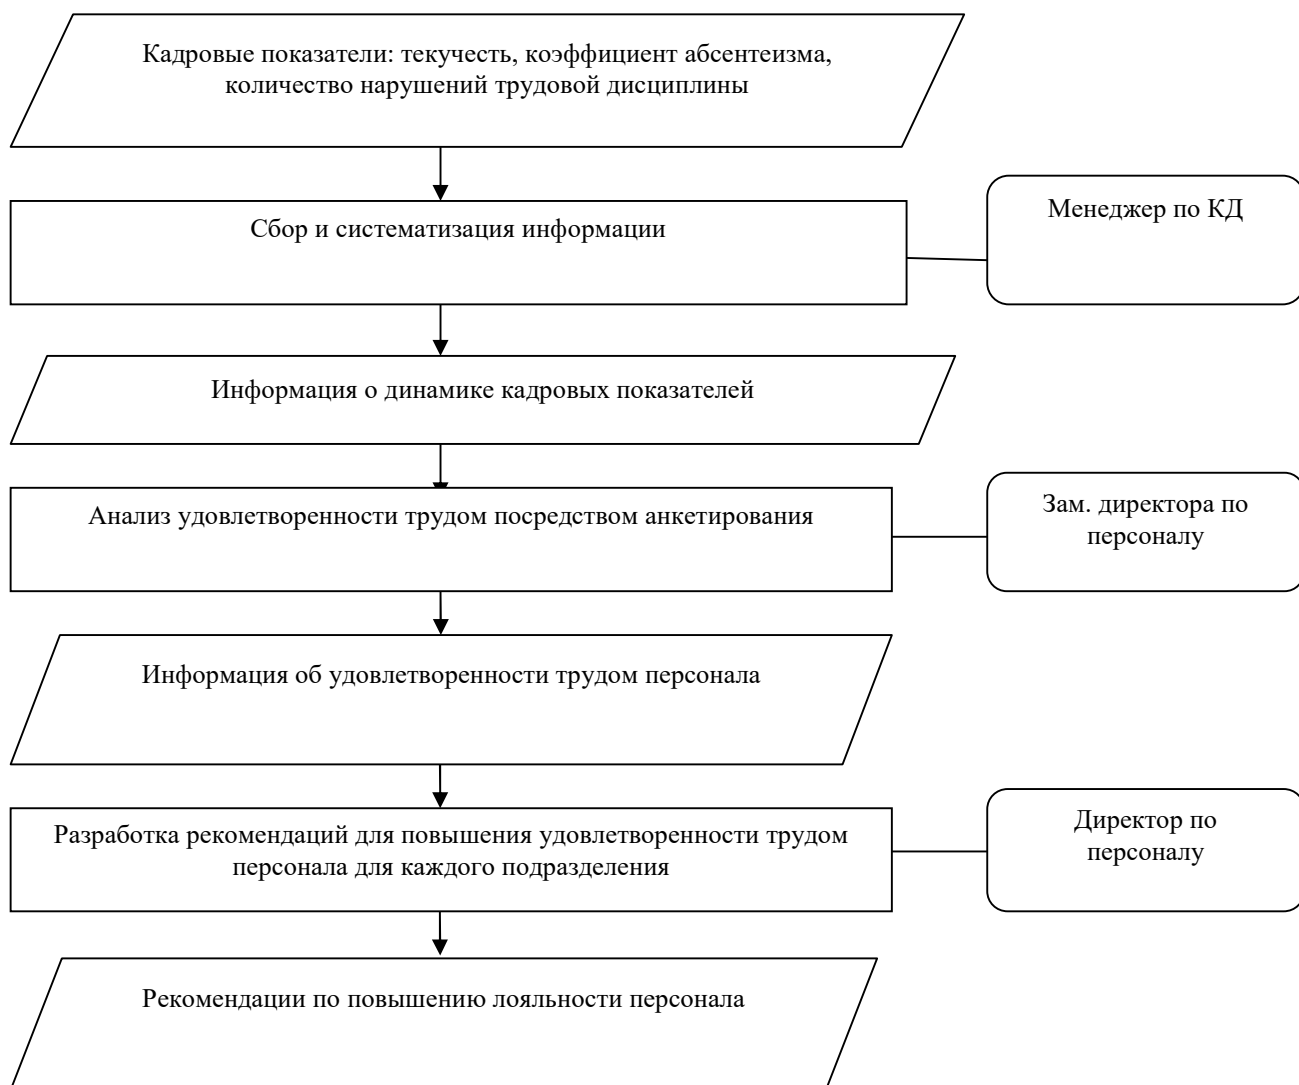 Кадровые показатели: текучесть, коэффициент абсентеизма,
количество нарушений трудовой дисциплины
Менеджер по КД
Сбор и систематизация информации
Информация о динамике кадровых показателей
Анализ удовлетворенности трудом посредством анкетирования
Зам. директора по
персоналу
Информация об удовлетворенности трудом персонала
Разработка рекомендаций для повышения удовлетворенности трудом
персонала для каждого подразделения
Директор по
персоналу
Рекомендации по повышению лояльности персонала